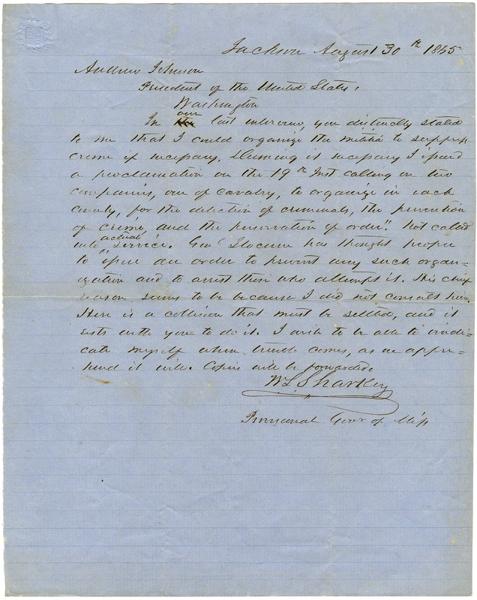 Jackson August 30th 1865
Andrew Johnson
President of the United States,
Washington
our
In last interview, you distinctly stated
to me that I could organize the militia to suppress
crime if necessary. Deeming it necessary I issued
a proclamation on the 19th Inst calling on two
companies, one of cavalry, to organize in each
county, for the detection of criminals, the prevention
of crime, and the preservation of order." Not called
actual
into service. Genl Slocum has thought proper
to issue an order to prevent any such organ-
ization and to arrest those who attempt it. His chief
reason seems to be because I did not consult him.
Here is a collision that must be settled, and it
rests with you to do it. I wish to be able to vindi-
cate myself when trouble comes, as we appre-
hend it will. Copies will be forwarded.
W L Sharkey
Provisional Govr of Miss